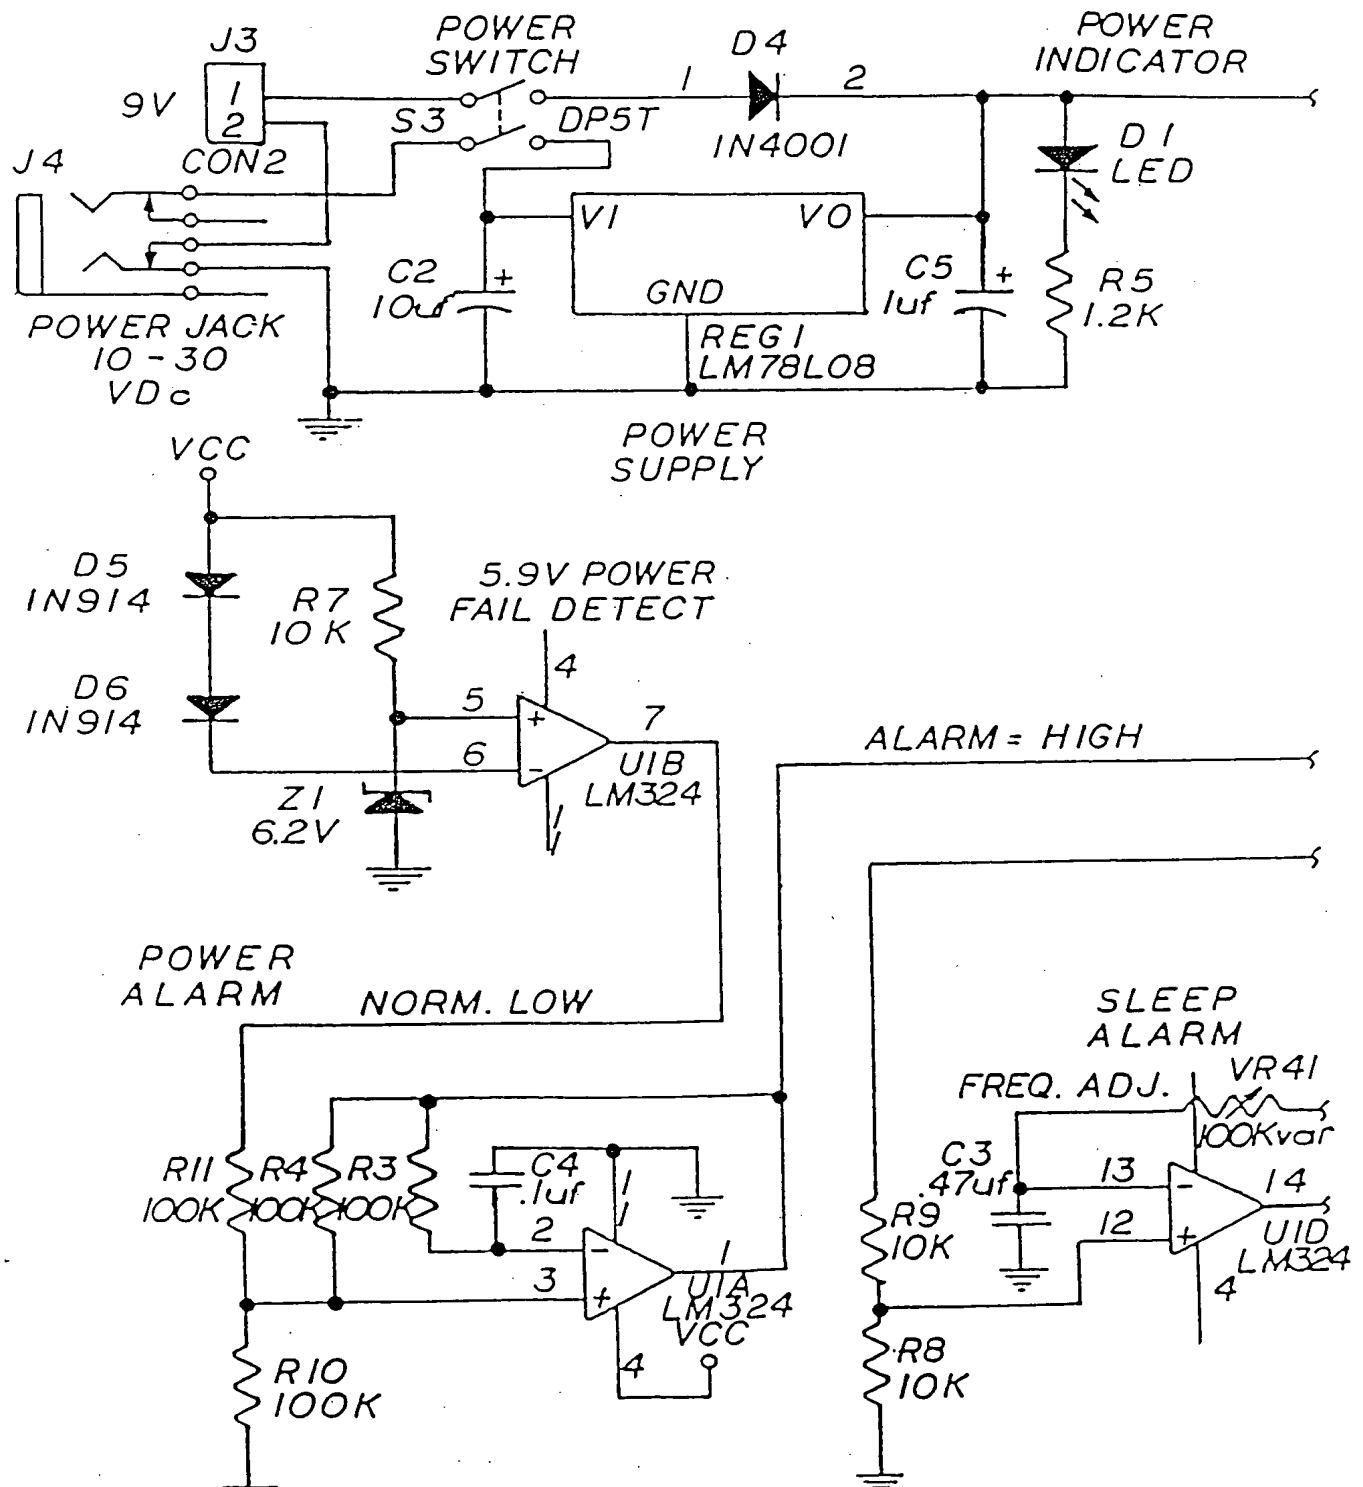 J3
POWER
SWITCH
D4
POWER
INDICATOR
9V
1
2
1
2
S3
DP5T
1N4001
D1
LED
J4
CON2
VI
VO
C2
10uf
+
GND
C5
1uf
+
R5
1.2K
POWER JACK
10-30
VDc
REG1
LM78L08
POWER
SUPPLY
VCC
D5
1N914
R7
10K
5.9V POWER
FAIL DETECT
4
D6
1N914
5
+
7
6
-
U1B
LM324
Z1
6.2V
11
ALARM = HIGH
POWER
ALARM
NORM. LOW
SLEEP
ALARM
FREQ. ADJ.
VR41
100Kvar
R11
100K
R4
100K
R3
100K
C4
.1uf
11
2
-
3
+
1
U1A
LM324
VCC
4
R10
100K
R9
10K
C3
.47uf
13
-
14
12
+
U1D
LM324
4
R8
10K